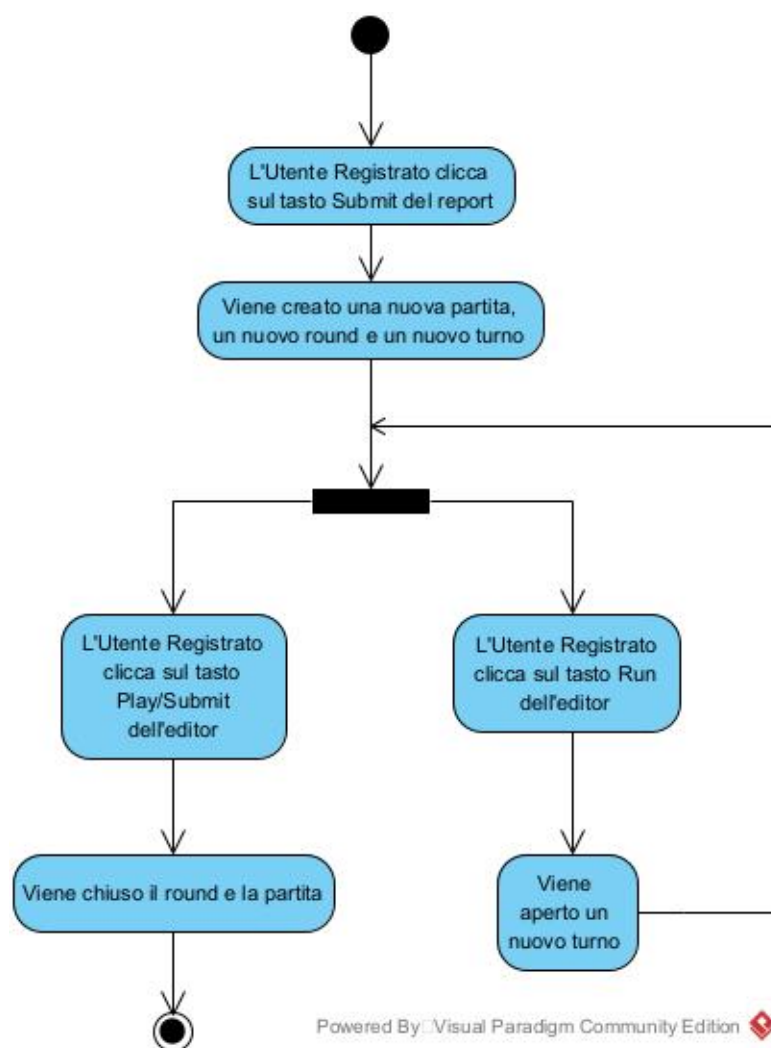 L'Utente Registrato clicca
sul tasto Submit del report
Viene creato una nuova partita,
un nuovo round e un nuovo turno
L'Utente Registrato
clicca sul tasto
Play/Submit
dell'editor
L'Utente Registrato
clicca sul tasto Run
dell'editor
Viene chiuso il round e la partita
Viene
aperto un
nuovo turno
Powered By Visual Paradigm Community Edition